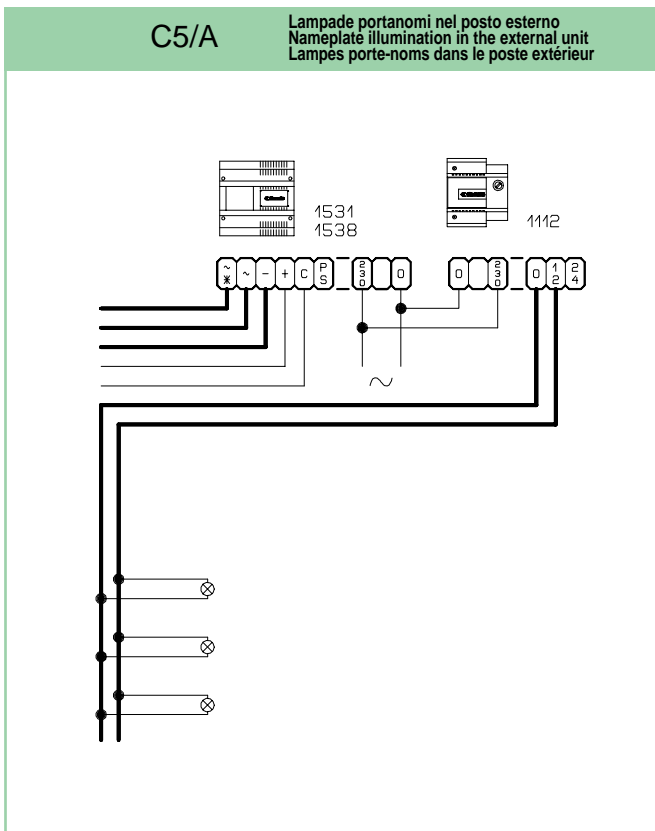 C5/A
Lampade portanomi nel posto esterno
Nameplate illumination in the external unit
Lampes porte-noms dans le poste extérieur
1531
1538
1112
~* ~ - + C PS 230 0
0 230 0 12 24
~